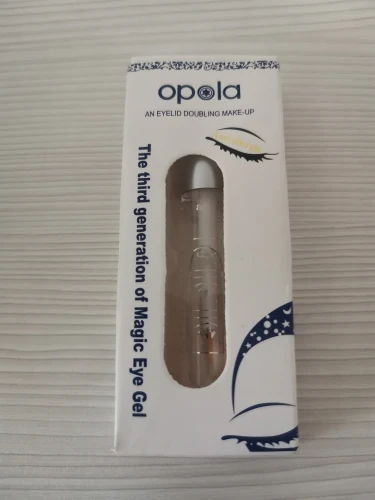 opola
AN EYELID DOUBLING MAKE-UP
The third generation of Magic Eye Gel